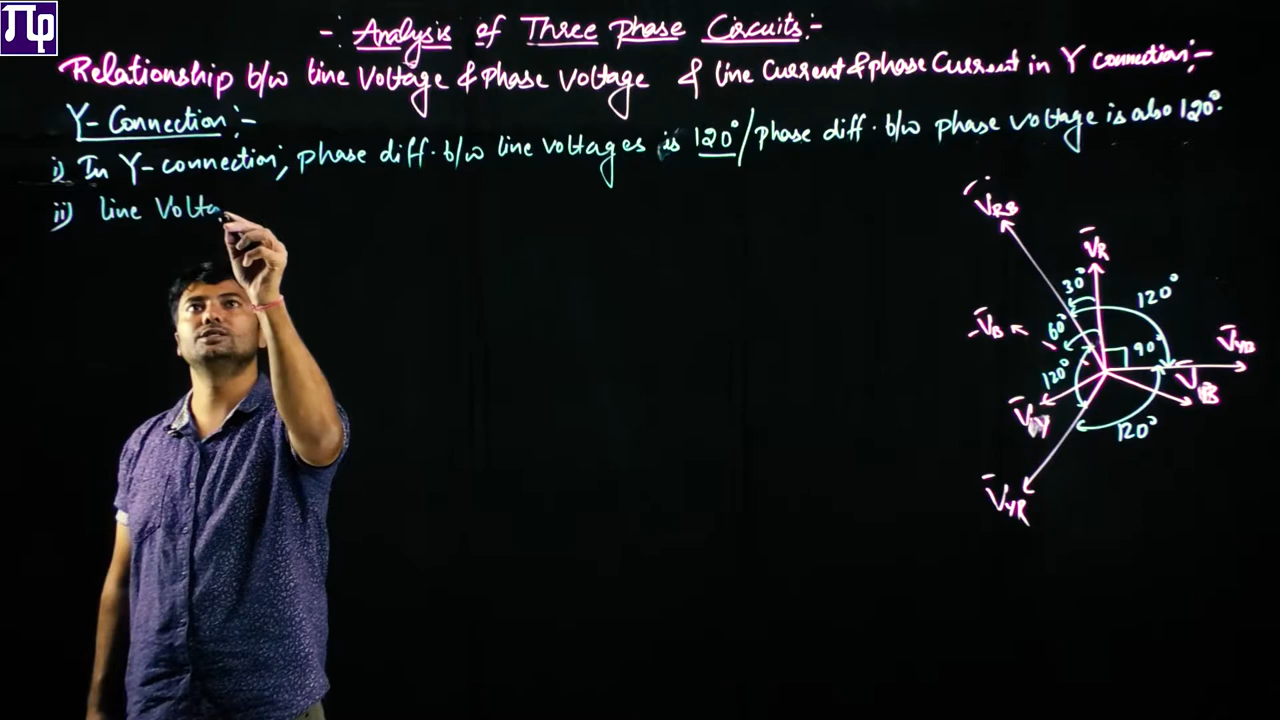 Πφ
-: Analysis of Three phase Circuits:-
Relationship b/w line Voltage & phase Voltage & line Current & phase Current in Y connection:-
Y-Connection:-
i) In Y-connection, phase diff. b/w line voltages is 120°/phase diff. b/w phase voltage is also 120°.
ii) line Volta
V̄R
30°
120°
60°
-V̄B
90°
V̄YB
120°
120°
V̄YR